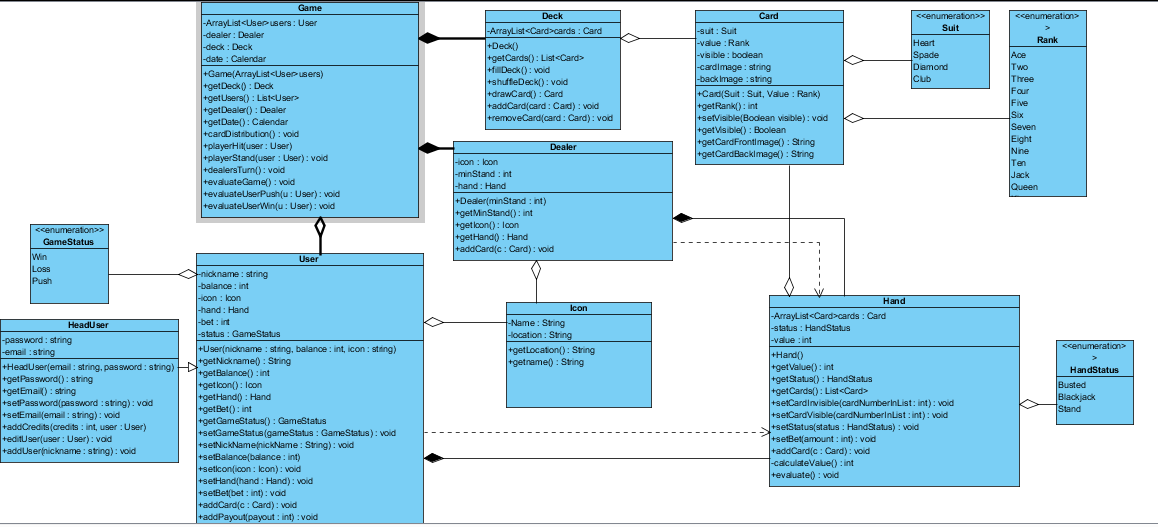 Game
-ArrayList<User>users : User
-dealer : Dealer
-deck : Deck
-date : Calendar
+Game(ArrayList<User>users)
+getDeck() : Deck
+getUsers() : List<User>
+getDealer() : Dealer
+getDate() : Calendar
+cardDistribution() : void
+playerHit(user : User)
+playerStand(user : User) : void
+dealersTurn() : void
+evaluateGame() : void
+evaluateUserPush(u : User) : void
+evaluateUserWin(u : User) : void
Deck
-ArrayList<Card>cards : Card
+Deck()
+getCards() : List<Card>
+fillDeck() : void
+shuffleDeck() : void
+drawCard() : Card
+addCard(card : Card) : void
+removeCard(card : Card) : void
Card
-suit : Suit
-value : Rank
-visible : boolean
-cardImage : string
-backImage : string
+Card(Suit : Suit, Value : Rank)
+getRank() : int
+setVisible(Boolean visible) : void
+getVisible() : Boolean
+getCardFrontImage() : String
+getCardBackImage() : String
<<enumeration>>
Suit
Heart
Spade
Diamond
Club
<<enumeration>
>
Rank
Ace
Two
Three
Four
Five
Six
Seven
Eight
Nine
Ten
Jack
Queen
Dealer
-icon : Icon
-minStand : int
-hand : Hand
+Dealer(minStand : int)
+getMinStand() : int
+getIcon() : Icon
+getHand() : Hand
+addCard(c : Card) : void
<<enumeration>>
GameStatus
Win
Loss
Push
User
-nickname : string
-balance : int
-icon : Icon
-hand : Hand
-bet : int
-status : GameStatus
+User(nickname : string, balance : int, icon : string)
+getNickname() : String
+getBalance() : int
+getIcon() : Icon
+getHand() : Hand
+getBet() : int
+getGameStatus() : GameStatus
+setGameStatus(gameStatus : GameStatus) : void
+setNickName(nickName : String) : void
+setBalance(balance : int)
+setIcon(icon : Icon) : void
+setHand(hand : Hand) : void
+setBet(bet : int) : void
+addCard(c : Card) : void
+addPayout(payout : int) : void
HeadUser
-password : string
-email : string
+HeadUser(email : string, password : string)
+getPassword() : string
+getEmail() : string
+setPassword(password : string) : void
+setEmail(email : string) : void
+addCredits(credits : int, user : User)
+editUser(user : User) : void
+addUser(nickname : string) : void
Icon
-Name : String
-location : String
+getLocation() : String
+getname() : String
Hand
-ArrayList<Card>cards : Card
-status : HandStatus
-value : int
+Hand()
+getValue() : int
+getStatus() : HandStatus
+getCards() : List<Card>
+setCardInvisible(cardNumberInList : int) : void
+setCardVisible(cardNumberInList : int) : void
+setStatus(status : HandStatus) : void
+setBet(amount : int) : void
+addCard(c : Card) : void
-calculateValue() : int
+evaluate() : void
<<enumeration>
>
HandStatus
Busted
Blackjack
Stand